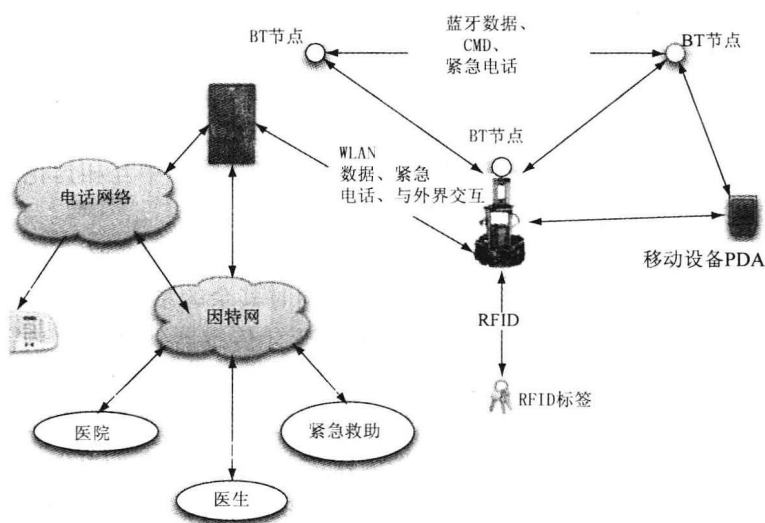 BT节点
蓝牙数据、
CMD、
紧急电话
BT节点
BT节点
WLAN
数据、紧急
电话、与外界交互
电话网络
移动设备PDA
因特网
RFID
RFID标签
医院
紧急救助
医生